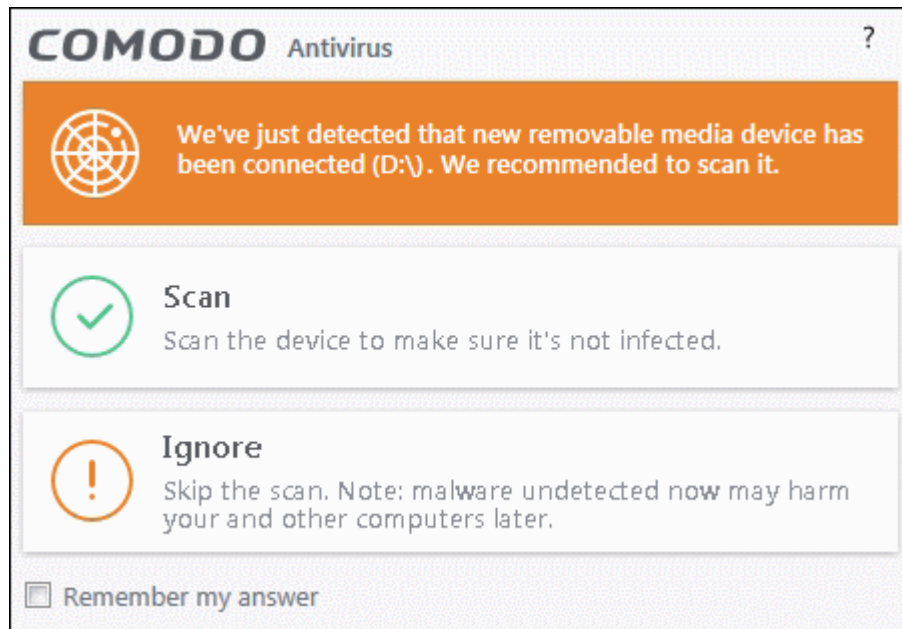 COMODO Antivirus ?
We've just detected that new removable media device has
been connected (D:\). We recommended to scan it.
Scan
Scan the device to make sure it's not infected.
Ignore
Skip the scan. Note: malware undetected now may harm
your and other computers later.
Remember my answer